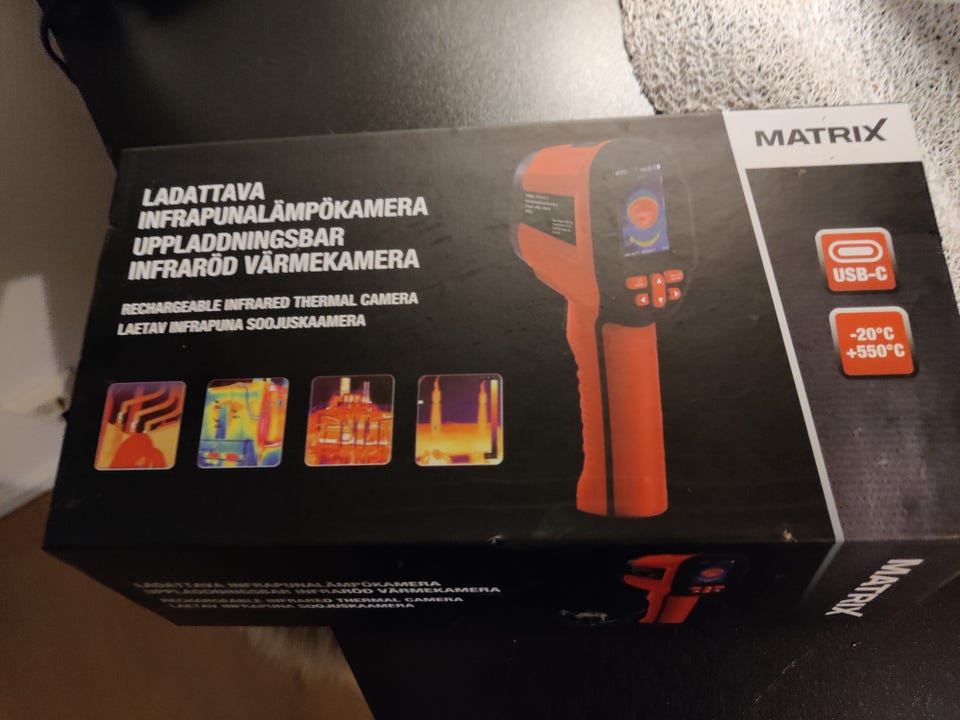 LADATTAVA
INFRAPUNALÄMPÖKAMERA
UPPLADDNINGSBAR
INFRARÖD VÄRMEKAMERA
RECHARGEABLE INFRARED THERMAL CAMERA
LAETAV INFRAPUNA SOOJUSKAAMERA
MATRIX
USB-C
-20°C
+550°C
LADATTAVA INFRAPUNALÄMPÖKAMERA
UPPLADDNINGSBAR INFRARÖD VÄRMEKAMERA
RECHARGEABLE INFRARED THERMAL CAMERA
LAETAV INFRAPUNA SOOJUSKAAMERA
MATRIX